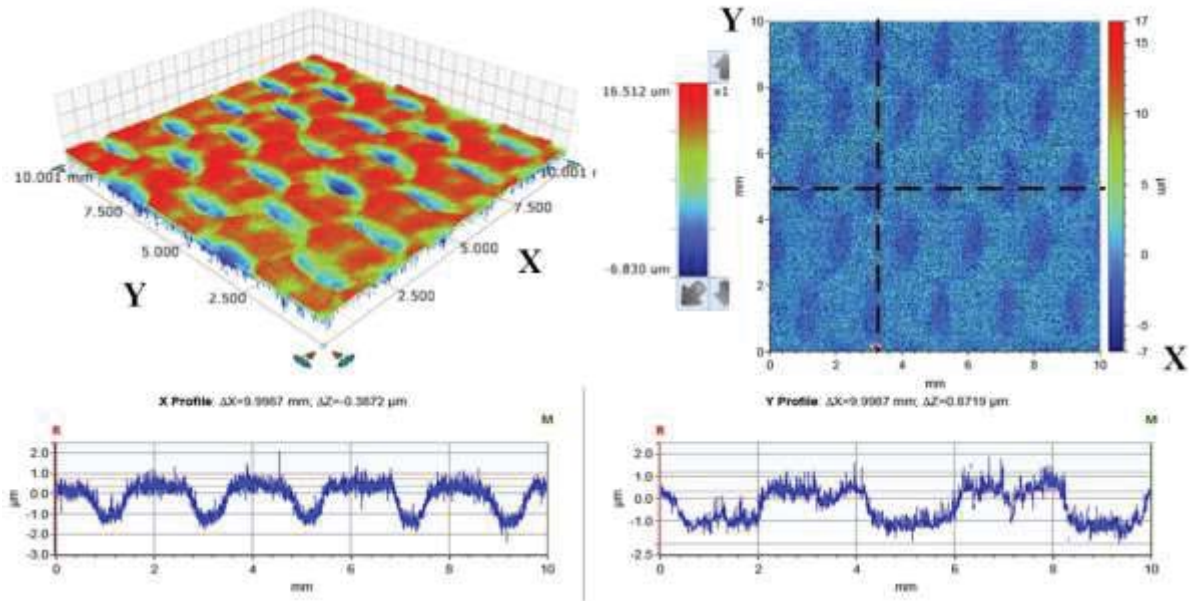 Y
10
8
6
4
2
0
mm
0 2 4 6 8 10
mm
17
15
10
5
0
-5
-7
µm
X
16.512 um
x1
-6.830 um
10.001 mm
7.500
5.000
2.500
Y
10.001
7.500
5.000
2.500
X
X Profile: ΔX=9.9987 mm; ΔZ=-0.3872 µm
R
M
2.0
1.0
0.0
-1.0
-2.0
-3.0
µm
0 2 4 6 8 10
mm
Y Profile: ΔX=9.9987 mm; ΔZ=0.6719 µm
R
M
2.0
1.0
0.0
-1.0
-2.5
µm
0 2 4 6 8 10
mm